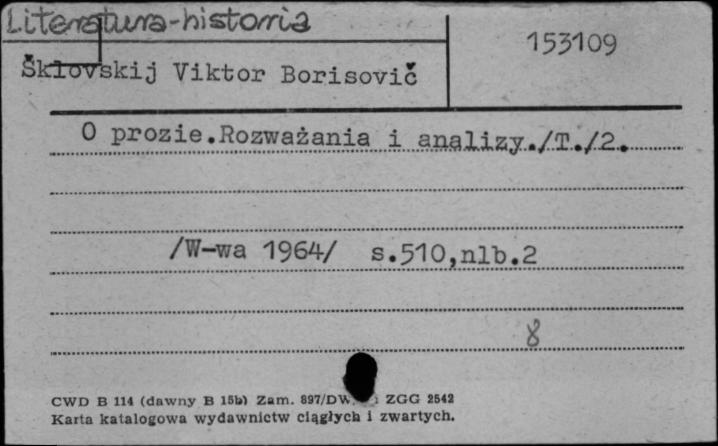 Literatura-historia
153109
Šklovskij Viktor Borisovič
O prozie.Rozważania i analizy./T./2.
/W-wa 1964/ s.510,nlb.2
8
CWD B 114 (dawny B 15b) Zam. 897/DW. ZGG 2542
Karta katalogowa wydawnictw ciągłych i zwartych.